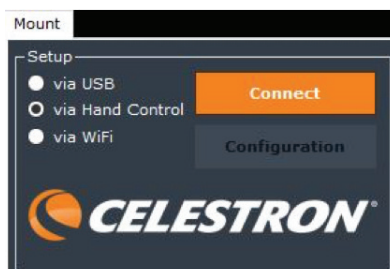 Mount
Setup
via USB
via Hand Control
via WiFi
Connect
Configuration
CELESTRON®